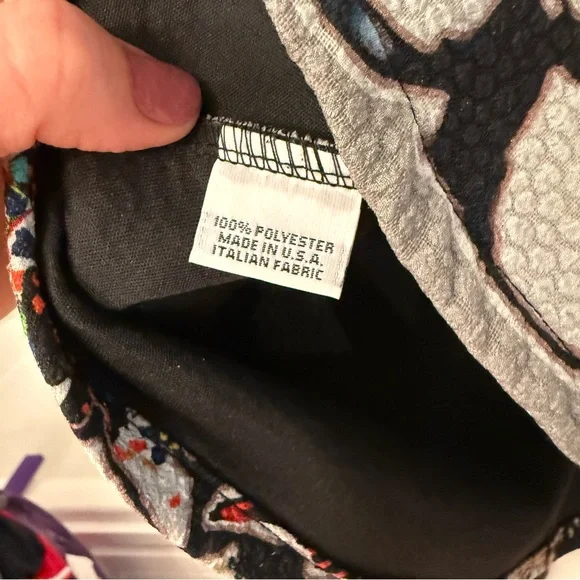 100% POLYESTER
MADE IN U.S.A.
ITALIAN FABRIC